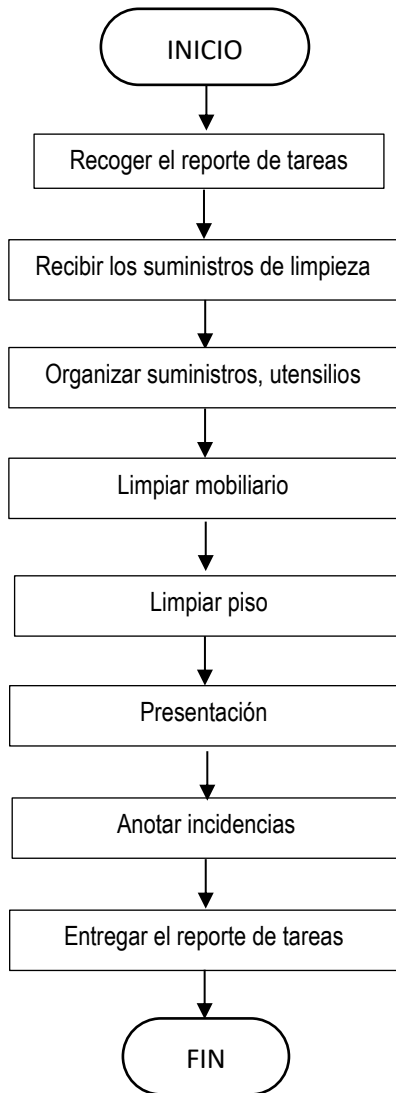 INICIO
Recoger el reporte de tareas
Recibir los suministros de limpieza
Organizar suministros, utensilios
Limpiar mobiliario
Limpiar piso
Presentación
Anotar incidencias
Entregar el reporte de tareas
FIN